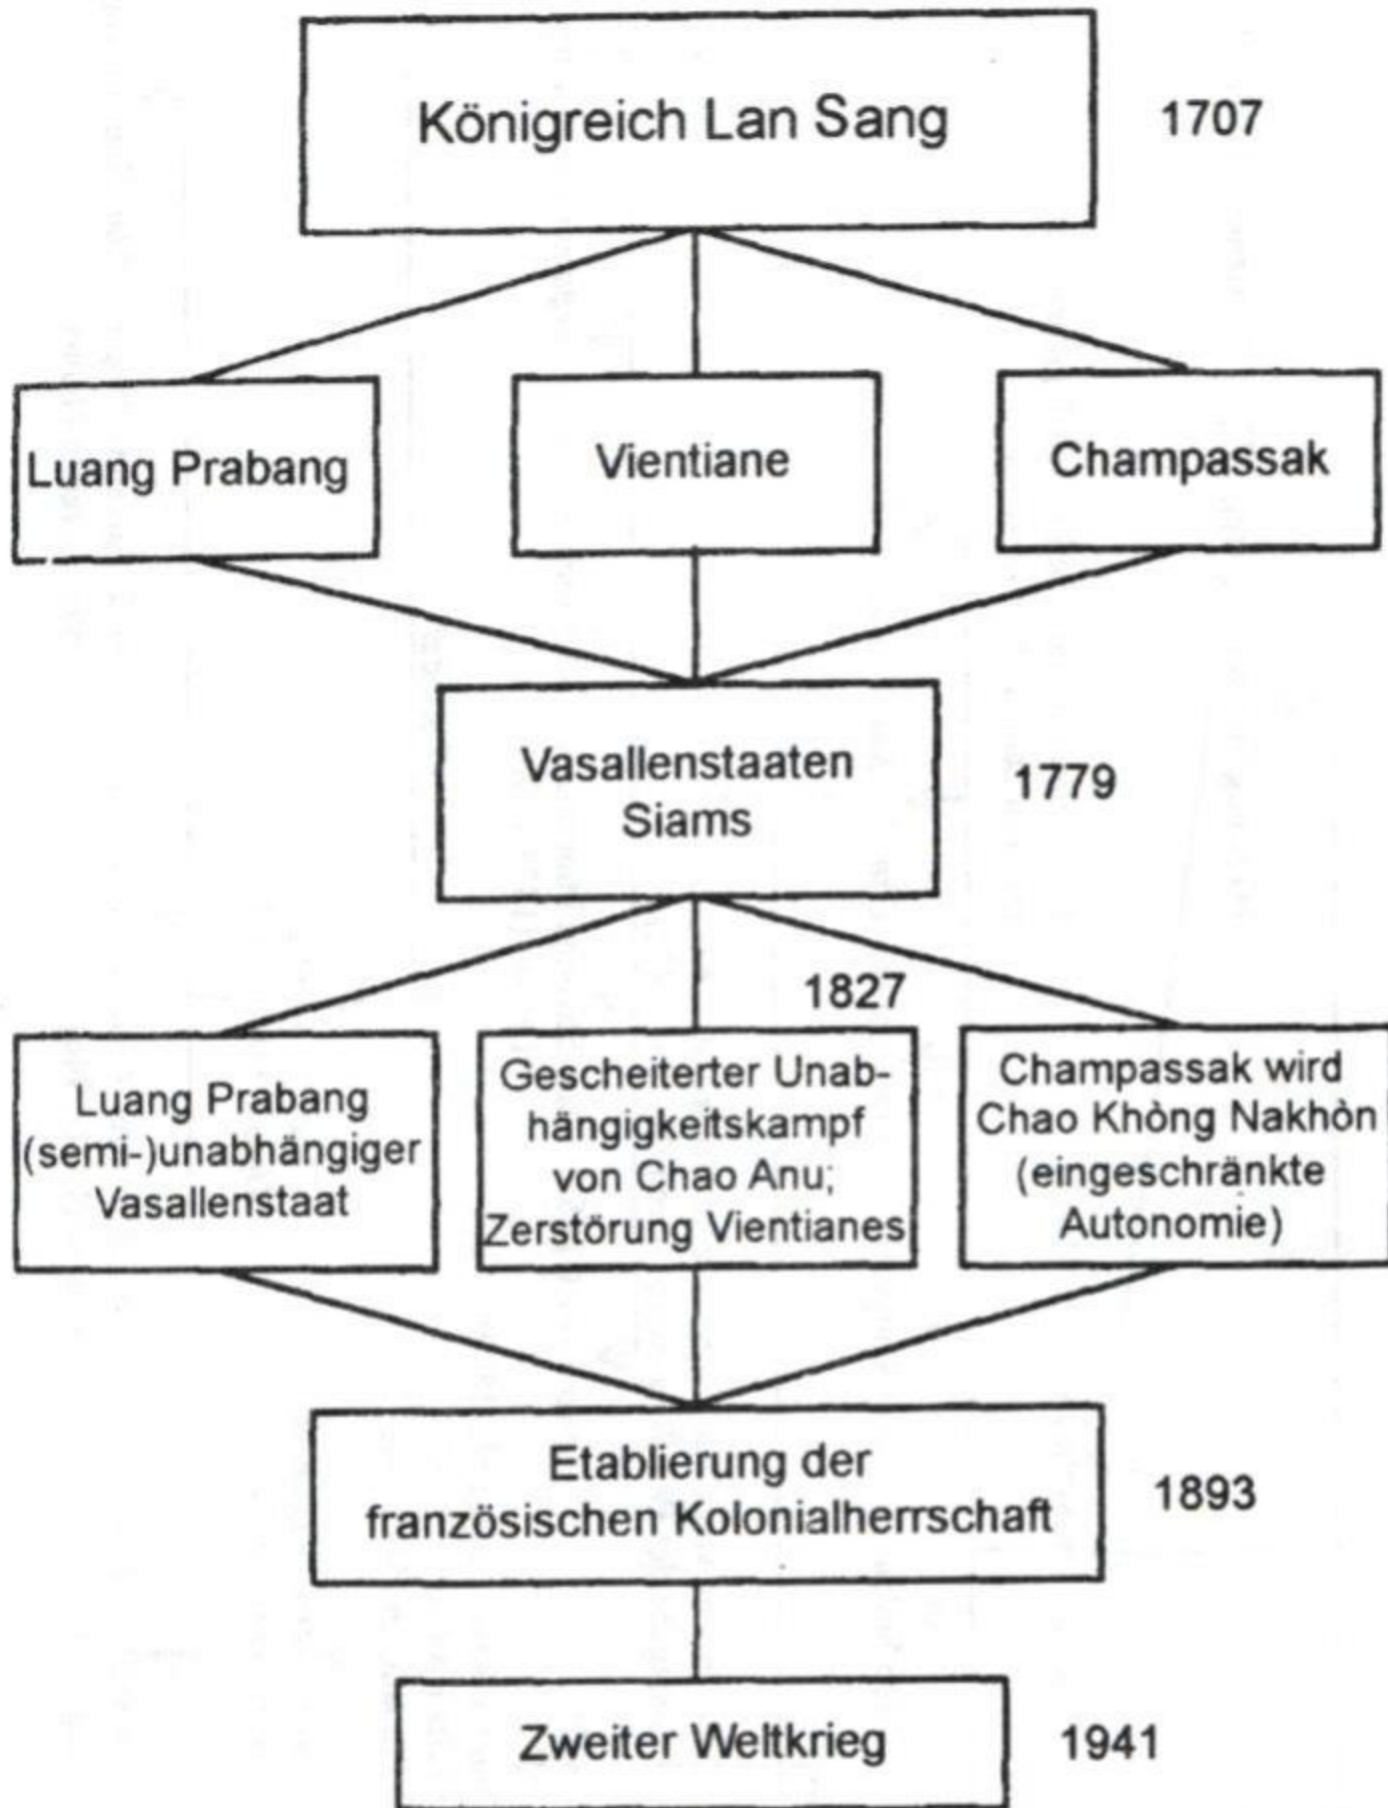 Königreich Lan Sang
1707
Luang Prabang
Vientiane
Champassak
Vasallenstaaten
Siams
1779
1827
Luang Prabang
(semi-)unabhängiger
Vasallenstaat
Gescheiterter Unab-
hängigkeitskampf
von Chao Anu;
Zerstörung Vientianes
Champassak wird
Chao Khòng Nakhòn
(eingeschränkte
Autonomie)
Etablierung der
französischen Kolonialherrschaft
1893
Zweiter Weltkrieg
1941